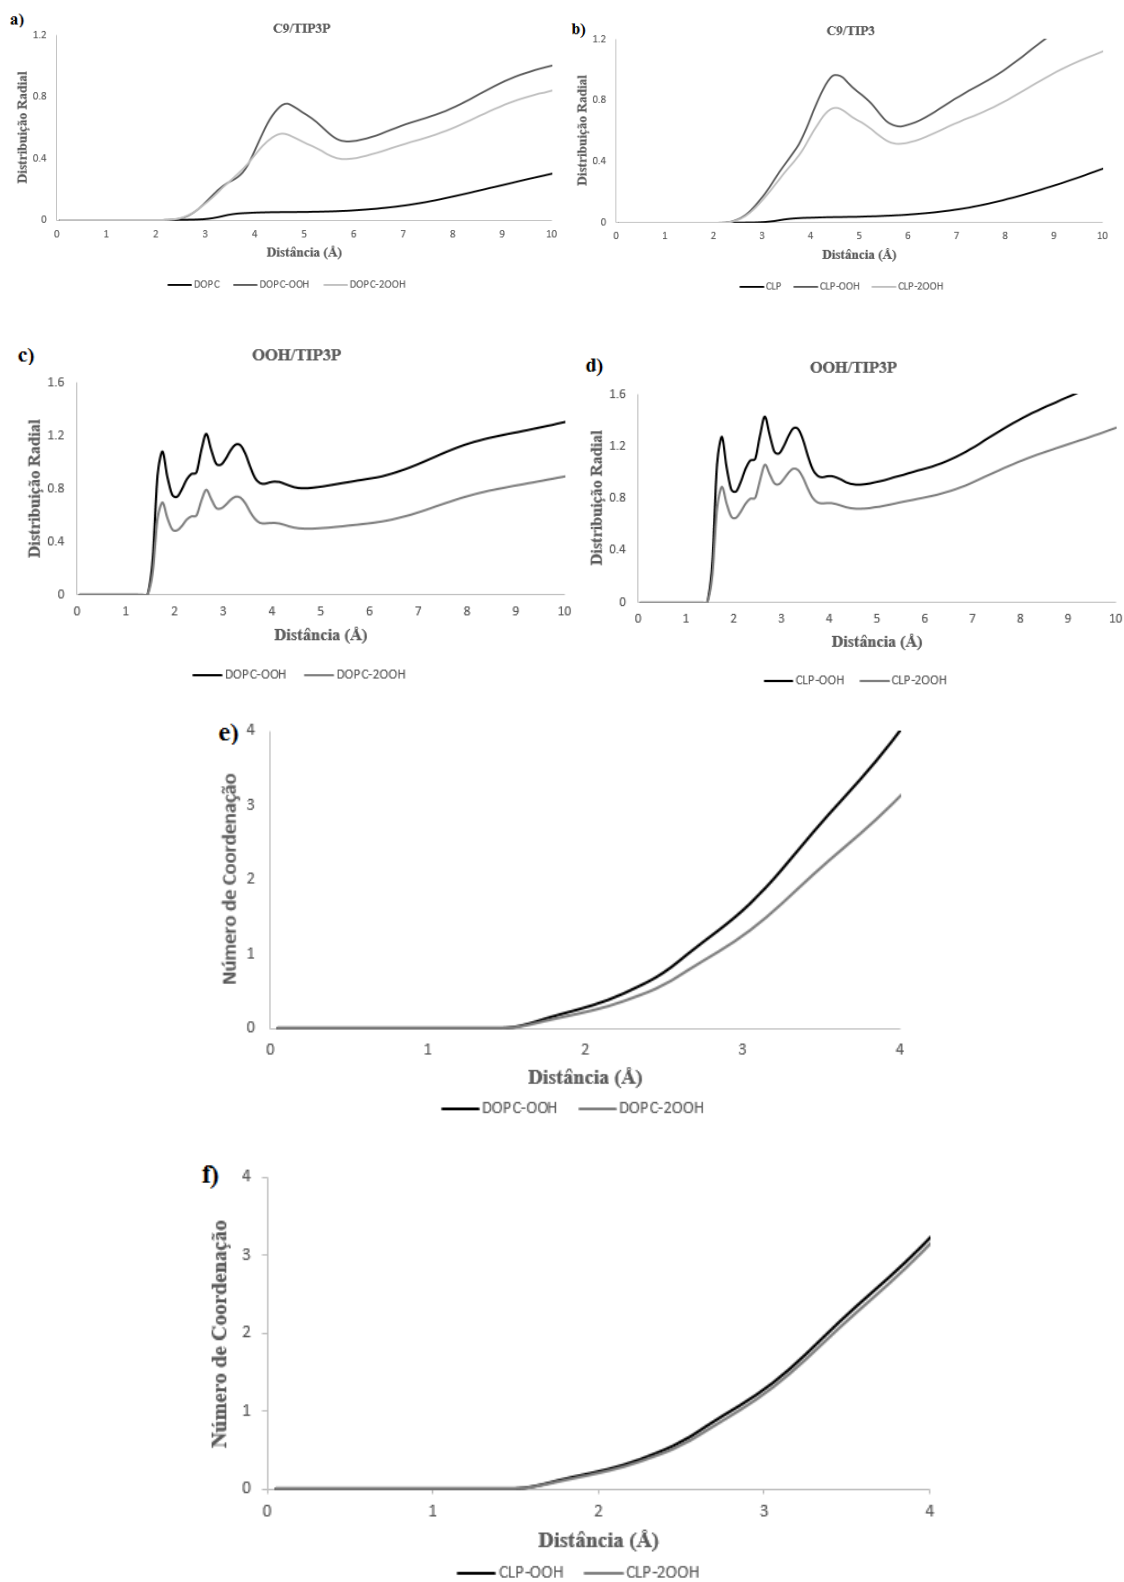 a)
C9/TIP3P
Distribuição Radial
1.2
0.8
0.4
0
0 1 2 3 4 5 6 7 8 9 10
Distância (Å)
DOPC DOPC-OOH DOPC-2OOH
b)
C9/TIP3
Distribuição Radial
1.2
0.8
0.4
0
0 1 2 3 4 5 6 7 8 9 10
Distância (Å)
CLP CLP-OOH CLP-2OOH
c)
OOH/TIP3P
Distribuição Radial
1.6
1.2
0.8
0.4
0
0 1 2 3 4 5 6 7 8 9 10
Distância (Å)
DOPC-OOH DOPC-2OOH
d)
OOH/TIP3P
Distribuição Radial
1.6
1.2
0.8
0.4
0
0 1 2 3 4 5 6 7 8 9 10
Distância (Å)
CLP-OOH CLP-2OOH
e)
Número de Coordenação
4
3
2
1
0
0 1 2 3 4
Distância (Å)
DOPC-OOH DOPC-2OOH
f)
Número de Coordenação
4
3
2
1
0
0 1 2 3 4
Distância (Å)
CLP-OOH CLP-2OOH